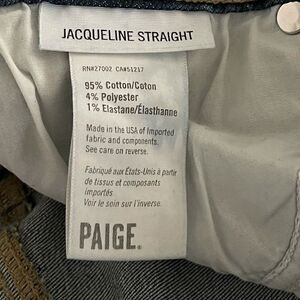 JACQUELINE STRAIGHT
RN#27002 CA#51217
95% Cotton/Coton
4% Polyester
1% Elastane/Élasthanne
Made in the USA of Imported
fabric and components.
See care on reverse.
Fabriqué aux États-Unis à partir
de tissus et composants
importés
Voir le soin sur l'inverso.
PAIGE.